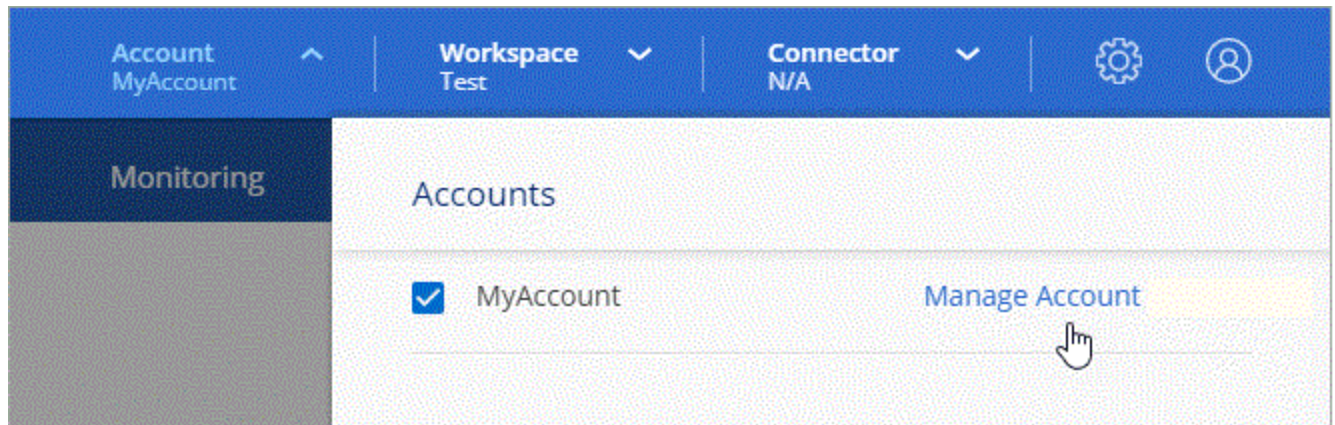 Account
MyAccount
Workspace
Test
Connector
N/A
Monitoring
Accounts
MyAccount
Manage Account